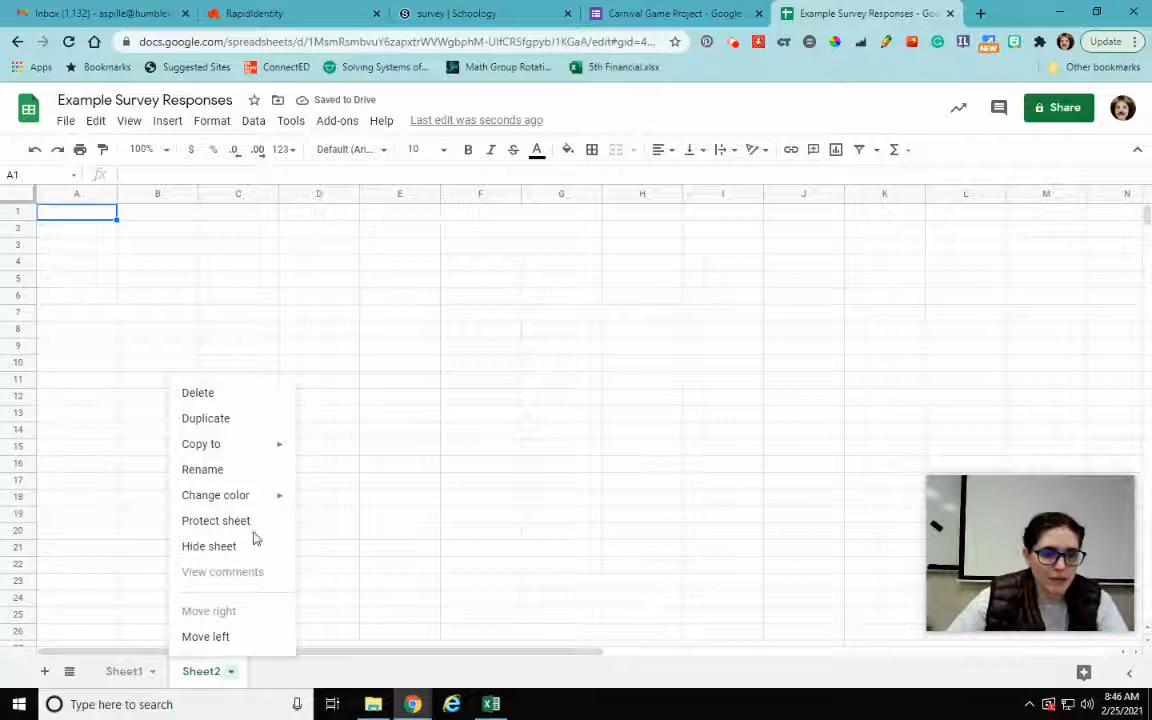 Inbox (1,132) - aspille@humble
RapidIdentity
survey | Schoology
Carnival Game Project - Google
Example Survey Responses - Goo
docs.google.com/spreadsheets/d/1MsmRsmbvuY6zapxtrWVWgbphM-UlfCR5fgpybJ1KGaA/edit#gid=4...
Update
Apps Bookmarks Suggested Sites ConnectED Solving Systems of... Math Group Rotati... 5th Financial.xlsx Other bookmarks
Example Survey Responses Saved to Drive
Share
File Edit View Insert Format Data Tools Add-ons Help Last edit was seconds ago
100% $ % .0 .00 123 Default (Ari... 10 B I S A
A1 fx
A B C D E F G H I J K L M N
1
2
3
4
5
6
7
8
9
10
11
12
13
14
15
16
17
18
19
20
21
22
23
24
25
26
Delete
Duplicate
Copy to
Rename
Change color
Protect sheet
Hide sheet
View comments
Move right
Move left
Sheet1 Sheet2
Type here to search
8:46 AM
2/25/2021